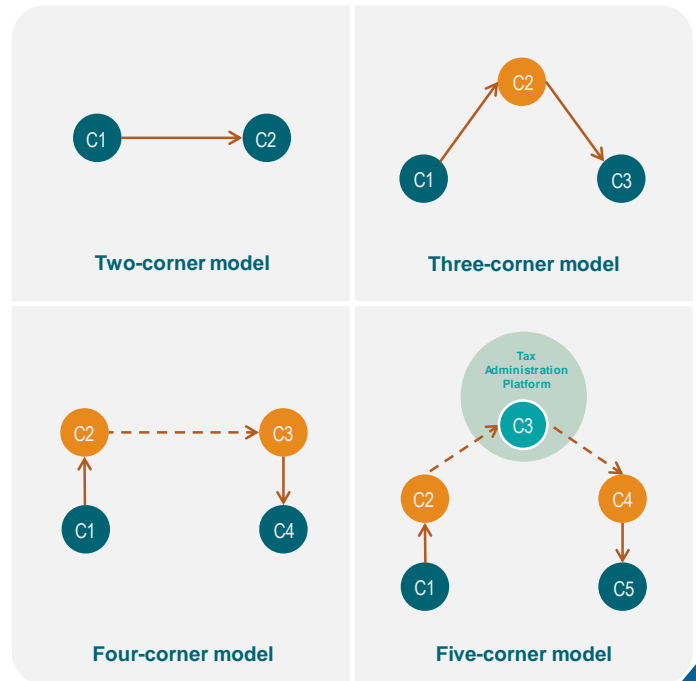 C1
C2
Two-corner model
C2
C1
C3
Three-corner model
C2
C3
C1
C4
Four-corner model
Tax
Administration
Platform
C3
C2
C4
C1
C5
Five-corner model